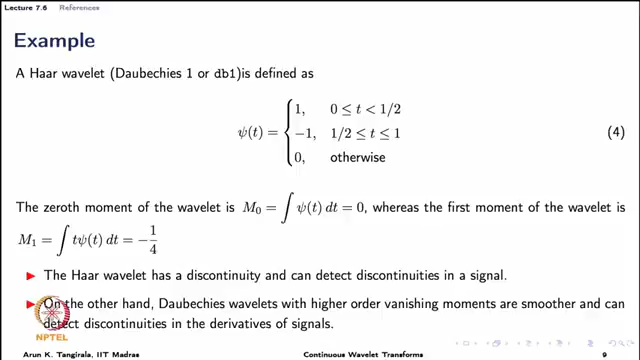 Lecture 7.6 References
Example
A Haar wavelet (Daubechies 1 or db1)is defined as
ψ(t) = { 1, 0 ≤ t < 1/2
−1, 1/2 ≤ t ≤ 1
0, otherwise (4)
The zeroth moment of the wavelet is M₀ = ∫ ψ(t) dt = 0, whereas the first moment of the wavelet is
M₁ = ∫ tψ(t) dt = −1/4
▶ The Haar wavelet has a discontinuity and can detect discontinuities in a signal.
▶ On the other hand, Daubechies wavelets with higher order vanishing moments are smoother and can
detect discontinuities in the derivatives of signals.
NPTEL
Arun K. Tangirala, IIT Madras Continuous Wavelet Transforms 9